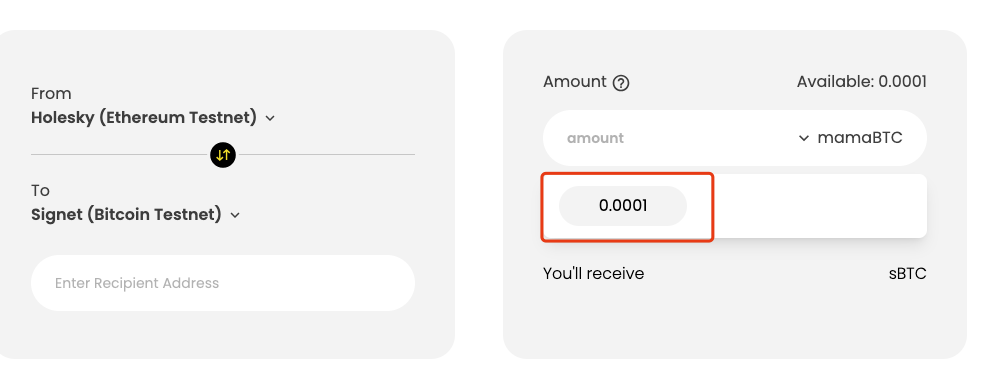 From
Holesky (Ethereum Testnet)
To
Signet (Bitcoin Testnet)
Enter Recipient Address
Amount ?
Available: 0.0001
amount
mamaBTC
0.0001
You'll receive
sBTC